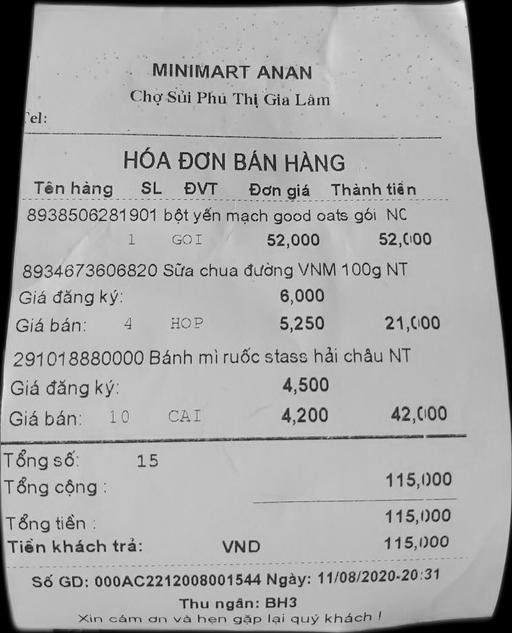 MINIMART ANAN
Chợ Sủi Phú Thị Gia Lâm
Tel:
HÓA ĐƠN BÁN HÀNG
Tên hàng SL ĐVT Đơn giá Thành tiền
8938506281901 bột yến mạch good oats gói NC
1 GOI 52,000 52,000
8934673606820 Sữa chua đường VNM 100g NT
Giá đăng ký: 6,000
Giá bán: 4 HOP 5,250 21,000
291018880000 Bánh mì ruốc stass hải châu NT
Giá đăng ký: 4,500
Giá bán: 10 CAI 4,200 42,000
Tổng số: 15
Tổng cộng : 115,000
Tổng tiền : 115,000
Tiền khách trả: VND 115,000
Số GD: 000AC2212008001544 Ngày: 11/08/2020-20:31
Thu ngân: BH3
Xin cám ơn và hẹn gặp lại quý khách !